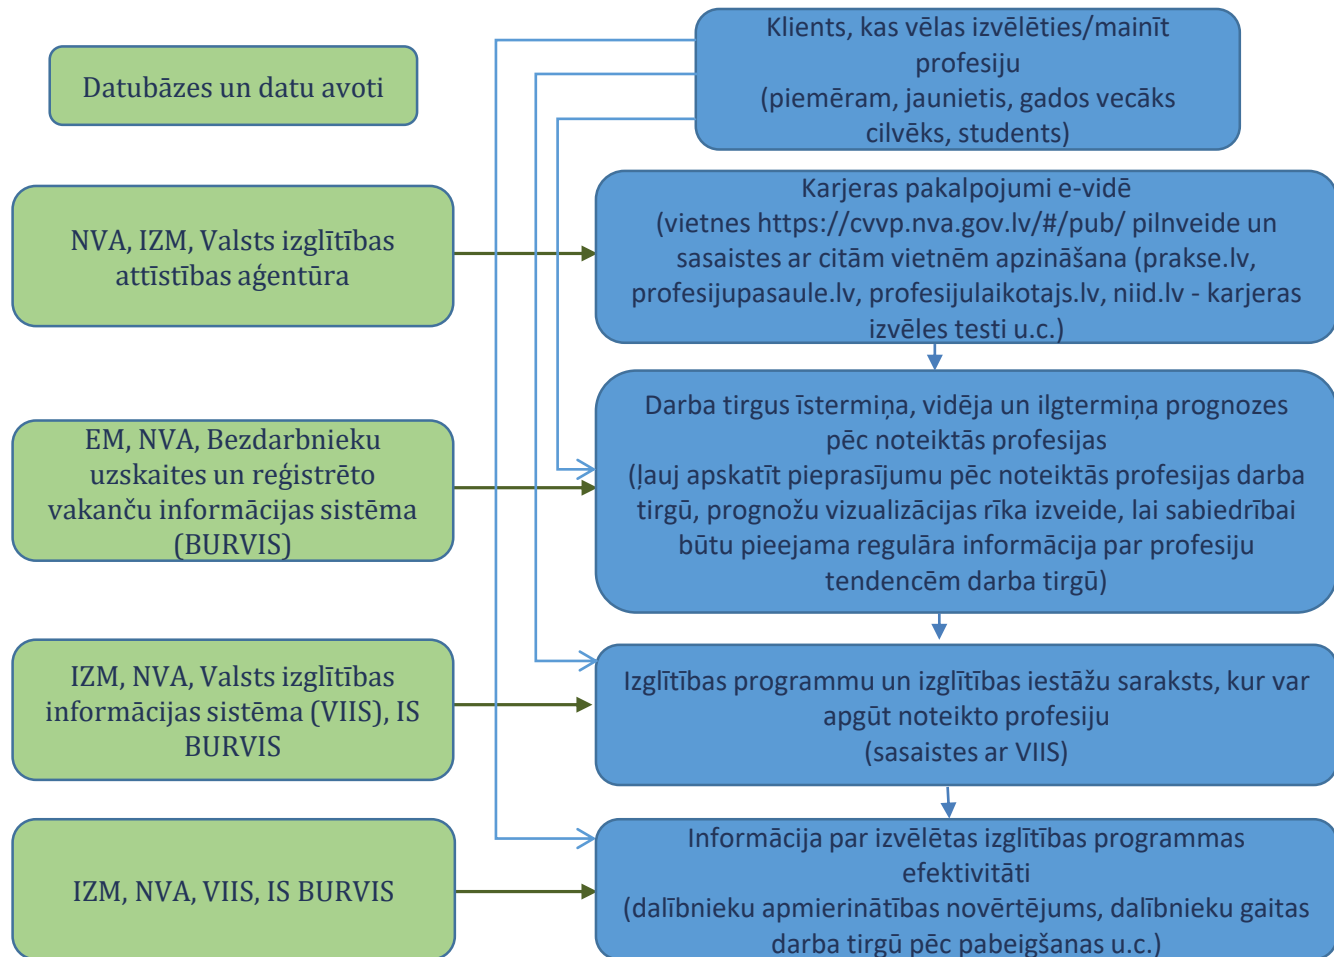 Datubāzes un datu avoti
Klients, kas vēlas izvēlēties/mainīt
profesiju
(piemēram, jaunietis, gados vecāks
cilvēks, students)
NVA, IZM, Valsts izglītības
attīstības aģentūra
Karjeras pakalpojumi e-vidē
(vietnes https://cvvp.nva.gov.lv/#/pub/ pilnveide un
sasaistes ar citām vietnēm apzināšana (prakse.lv,
profesijupasaule.lv, profesijulaikotajs.lv, niid.lv - karjeras
izvēles testi u.c.)
EM, NVA, Bezdarbnieku
uzskaites un reģistrēto
vakanču informācijas sistēma
(BURVIS)
Darba tirgus īstermiņa, vidēja un ilgtermiņa prognozes
pēc noteiktās profesijas
(ļauj apskatīt pieprasījumu pēc noteiktās profesijas darba
tirgū, prognožu vizualizācijas rīka izveide, lai sabiedrībai
būtu pieejama regulāra informācija par profesiju
tendencēm darba tirgū)
IZM, NVA, Valsts izglītības
informācijas sistēma (VIIS), IS
BURVIS
Izglītības programmu un izglītības iestāžu saraksts, kur var
apgūt noteikto profesiju
(sasaistes ar VIIS)
IZM, NVA, VIIS, IS BURVIS
Informācija par izvēlētas izglītības programmas
efektivitāti
(dalībnieku apmierinātības novērtējums, dalībnieku gaitas
darba tirgū pēc pabeigšanas u.c.)